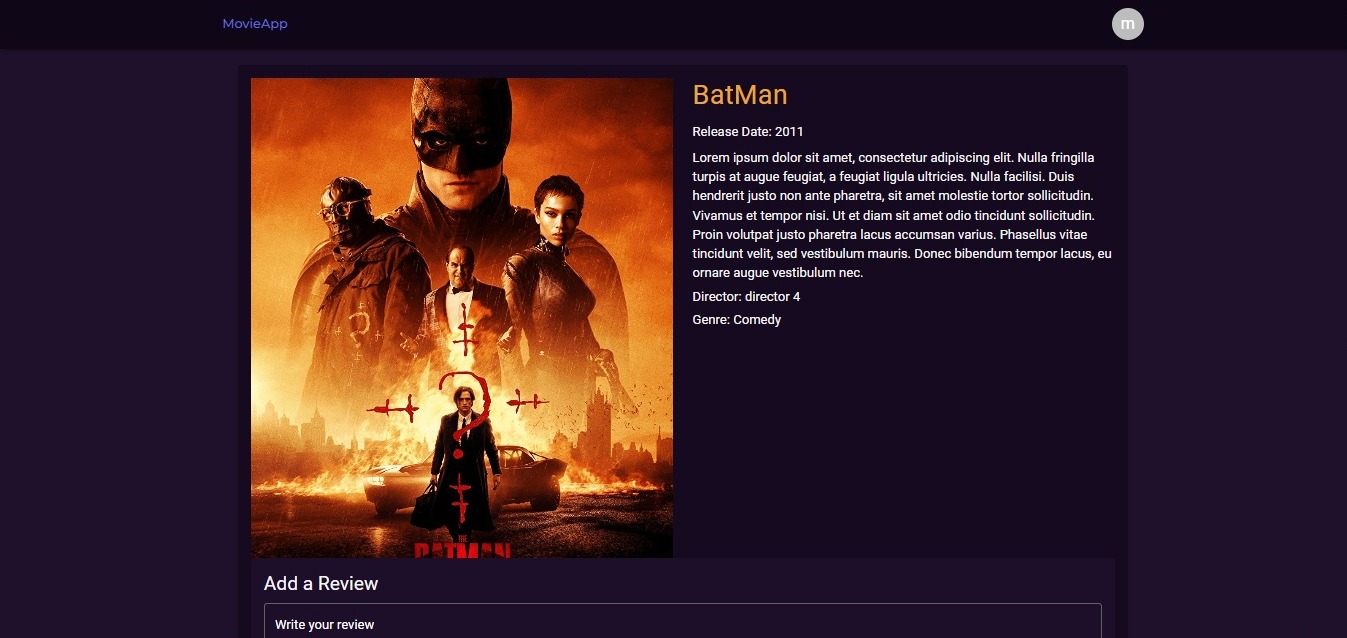 MovieApp
m
BatMan
Release Date: 2011
Lorem ipsum dolor sit amet, consectetur adipiscing elit. Nulla fringilla
turpis at augue feugiat, a feugiat ligula ultricies. Nulla facilisi. Duis
hendrerit justo non ante pharetra, sit amet molestie tortor sollicitudin.
Vivamus et tempor nisi. Ut et diam sit amet odio tincidunt sollicitudin.
Proin volutpat justo pharetra lacus accumsan varius. Phasellus vitae
tincidunt velit, sed vestibulum mauris. Donec bibendum tempor lacus, eu
ornare augue vestibulum nec.
Director: director 4
Genre: Comedy
?
THE
BATMAN
Add a Review
Write your review